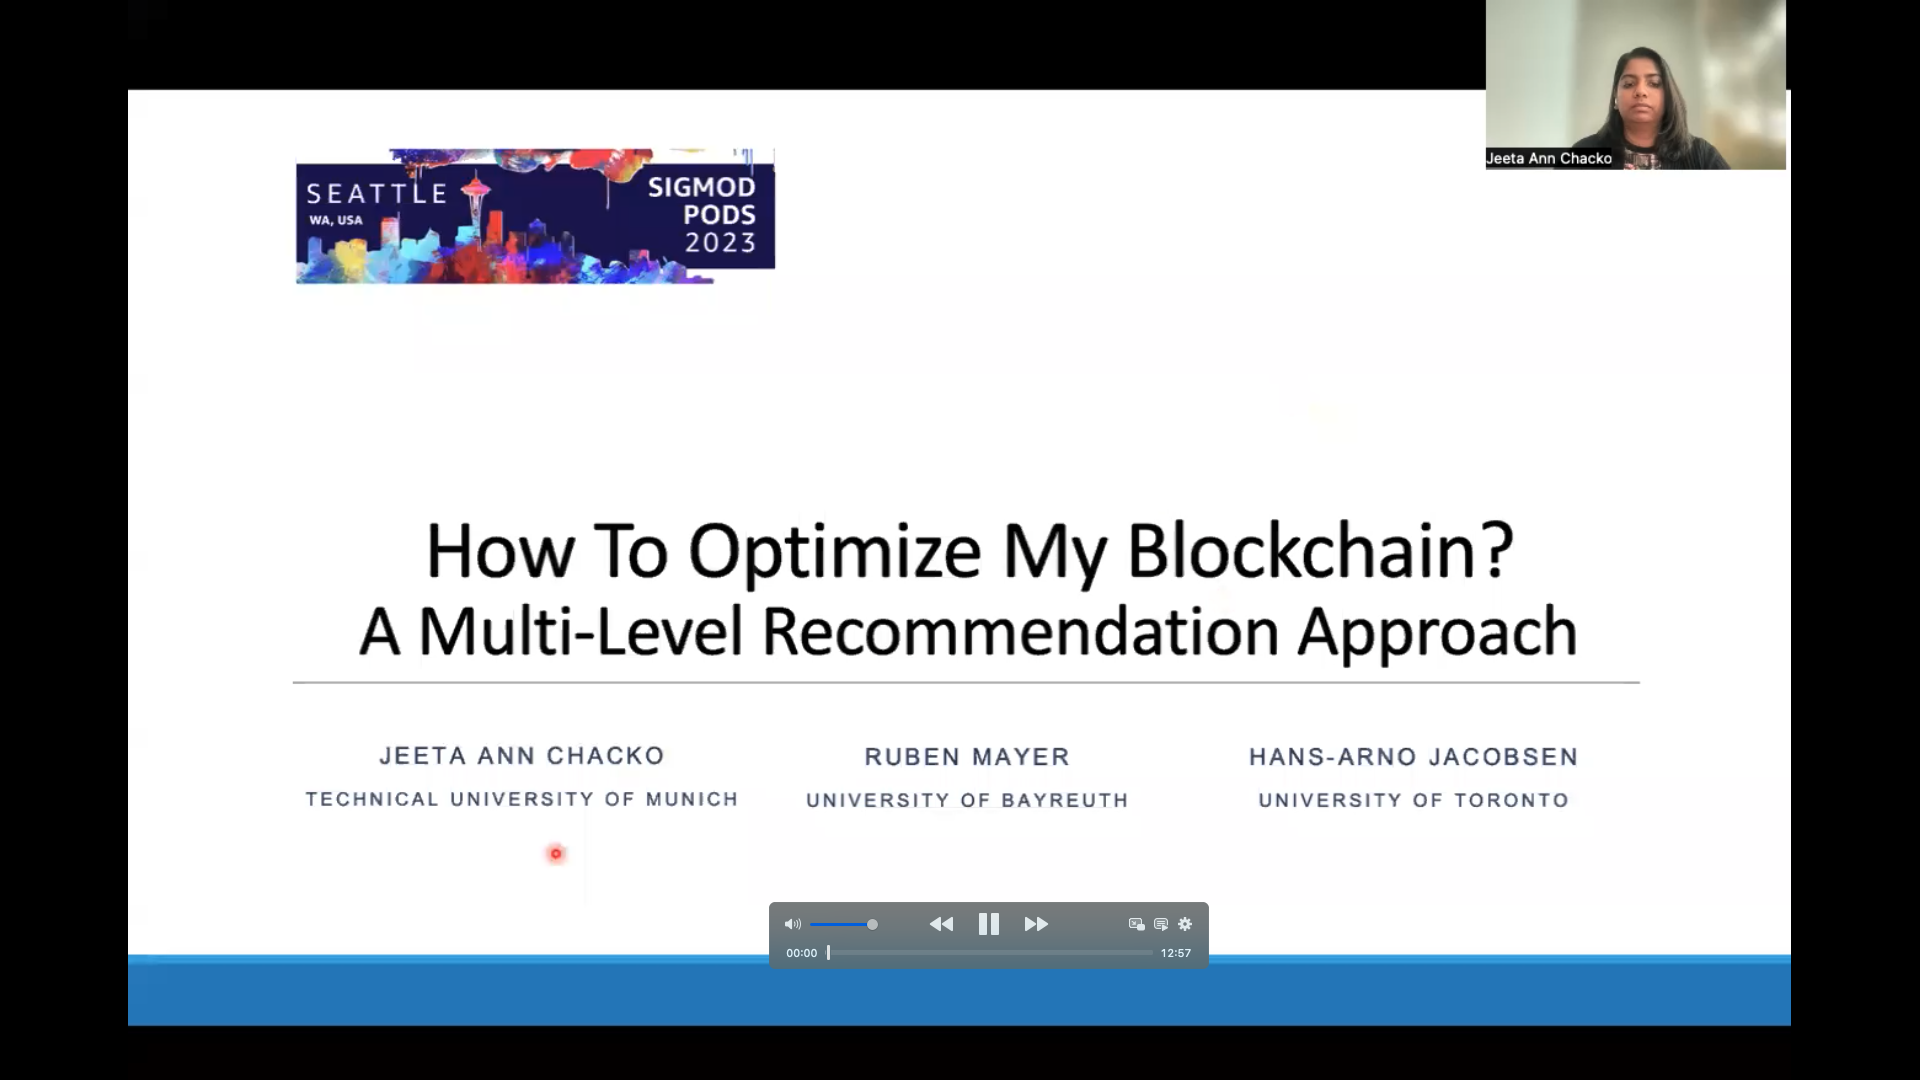 Jeeta Ann Chacko
SEATTLE
WA, USA
SIGMOD
PODS
2023
How To Optimize My Blockchain?
A Multi-Level Recommendation Approach
JEETA ANN CHACKO
TECHNICAL UNIVERSITY OF MUNICH
RUBEN MAYER
UNIVERSITY OF BAYREUTH
HANS-ARNO JACOBSEN
UNIVERSITY OF TORONTO
00:00
12:57